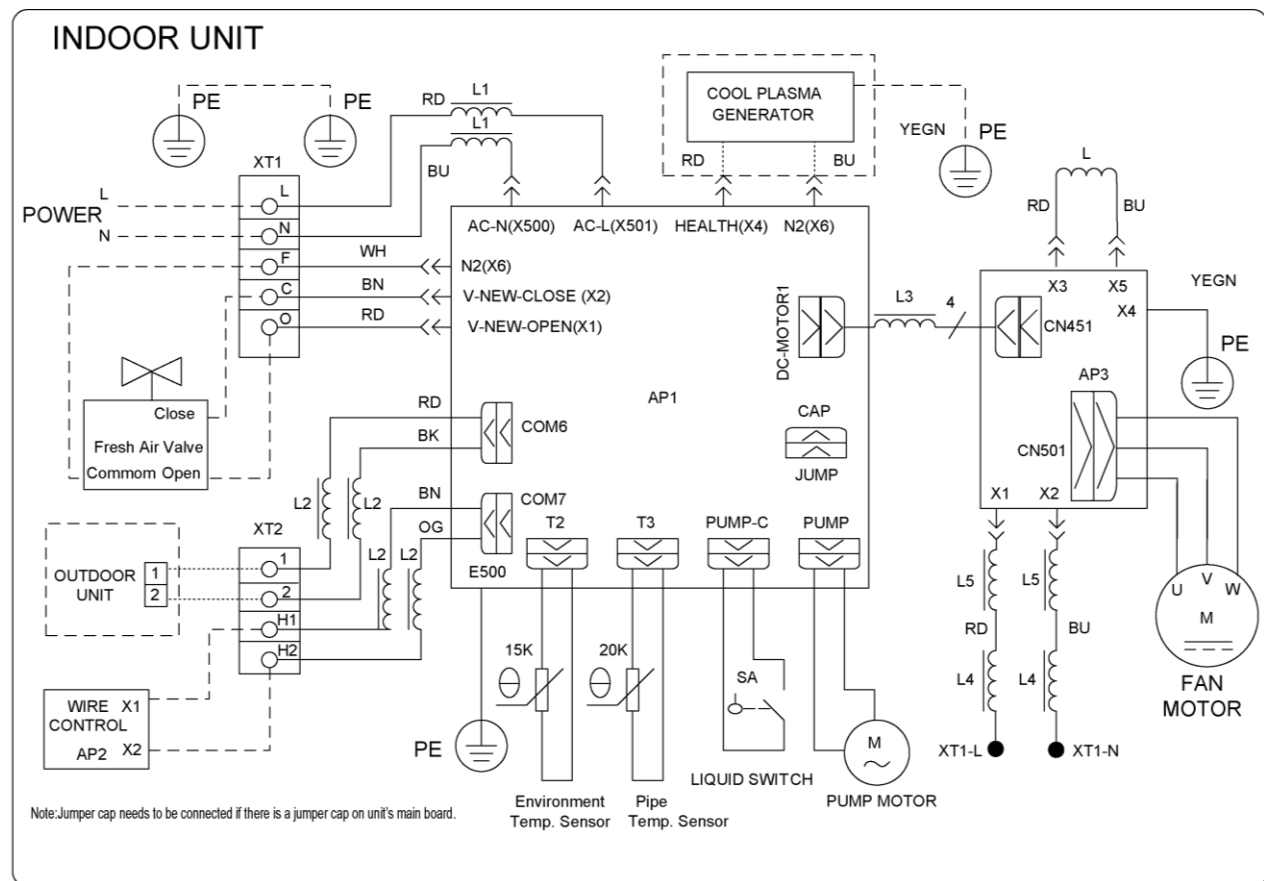 INDOOR UNIT
PE
PE
XT1
L
N
F
C
O
POWER
L
N
RD
L1
L1
BU
WH
BN
RD
COOL PLASMA
GENERATOR
RD
BU
YEGN
PE
AC-N(X500)
AC-L(X501)
HEALTH(X4)
N2(X6)
N2(X6)
V-NEW-CLOSE (X2)
V-NEW-OPEN(X1)
DC-MOTOR1
L3
4
L
RD
BU
X3
X5
X4
YEGN
PE
CN451
AP3
CN501
X1
X2
AP1
CAP
JUMP
Close
Fresh Air Valve
Commom Open
RD
BK
COM6
L2
L2
BN
OG
COM7
L2
L2
E500
XT2
1
2
H1
H2
OUTDOOR
UNIT
1
2
WIRE
CONTROL
AP2
X1
X2
T2
T3
PUMP-C
PUMP
15K
20K
SA
PE
Environment
Temp. Sensor
Pipe
Temp. Sensor
LIQUID SWITCH
M
PUMP MOTOR
L5
L5
RD
BU
L4
L4
XT1-L
XT1-N
U
V
W
M
FAN
MOTOR
Note:Jumper cap needs to be connected if there is a jumper cap on unit's main board.